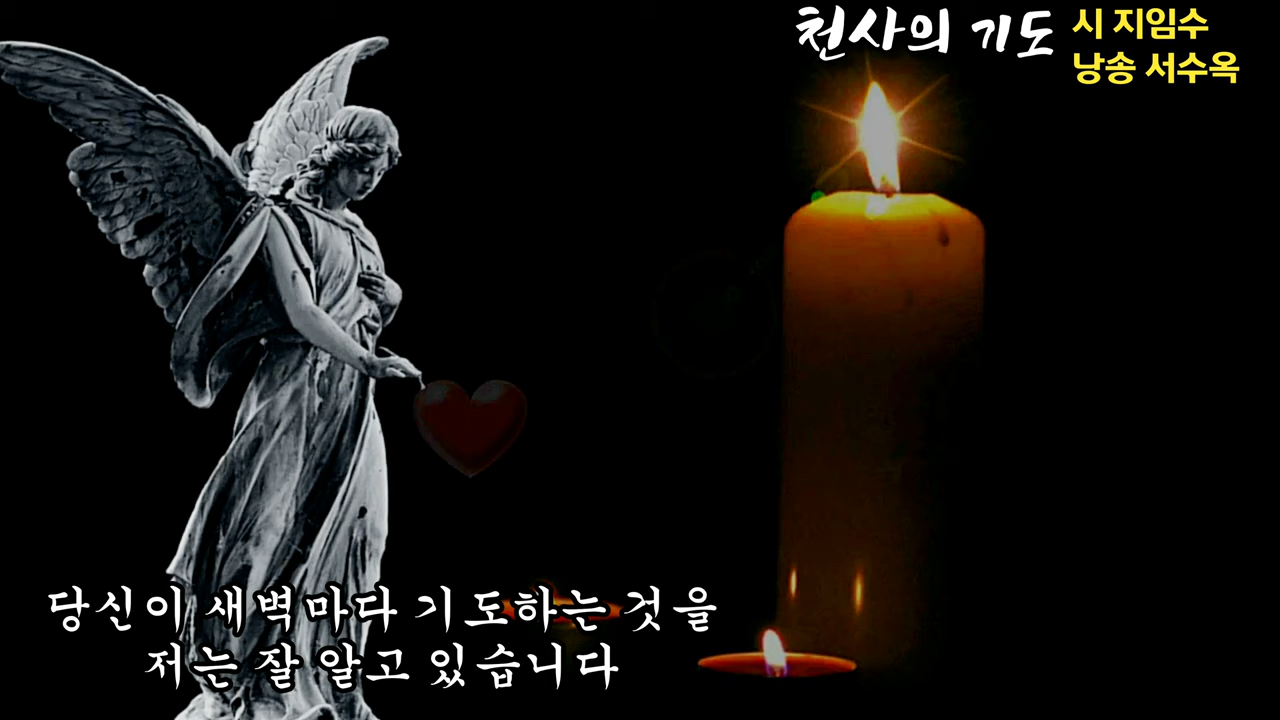 천사의 기도
시 지임수
낭송 서수옥
당신이 새벽마다 기도하는 것을
저는 잘 알고 있습니다